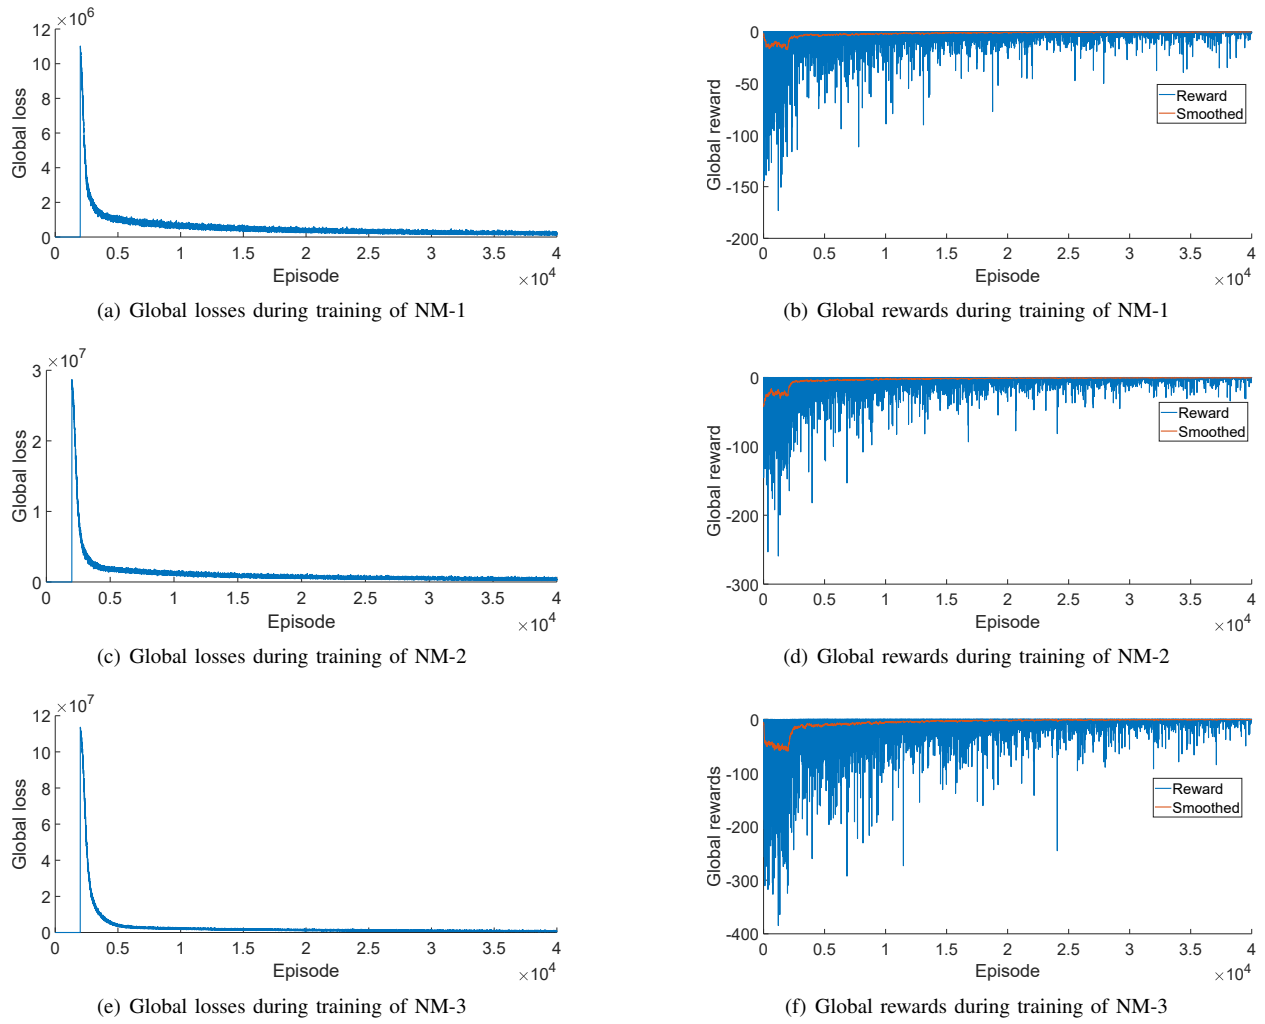 ×10^6
12
10
8
6
4
2
0
Global loss
0 0.5 1 1.5 2 2.5 3 3.5 4
Episode
×10^4
(a) Global losses during training of NM-1
0
-50
-100
-150
-200
Global reward
Reward
Smoothed
0 0.5 1 1.5 2 2.5 3 3.5 4
Episode
×10^4
(b) Global rewards during training of NM-1
×10^7
3
2
1
0
Global loss
0 0.5 1 1.5 2 2.5 3 3.5 4
Episode
×10^4
(c) Global losses during training of NM-2
0
-100
-200
-300
Global reward
Reward
Smoothed
0 0.5 1 1.5 2 2.5 3 3.5 4
Episode
×10^4
(d) Global rewards during training of NM-2
×10^7
12
10
8
6
4
2
0
Global loss
0 0.5 1 1.5 2 2.5 3 3.5 4
Episode
×10^4
(e) Global losses during training of NM-3
0
-100
-200
-300
-400
Global rewards
Reward
Smoothed
0 0.5 1 1.5 2 2.5 3 3.5 4
Episode
×10^4
(f) Global rewards during training of NM-3